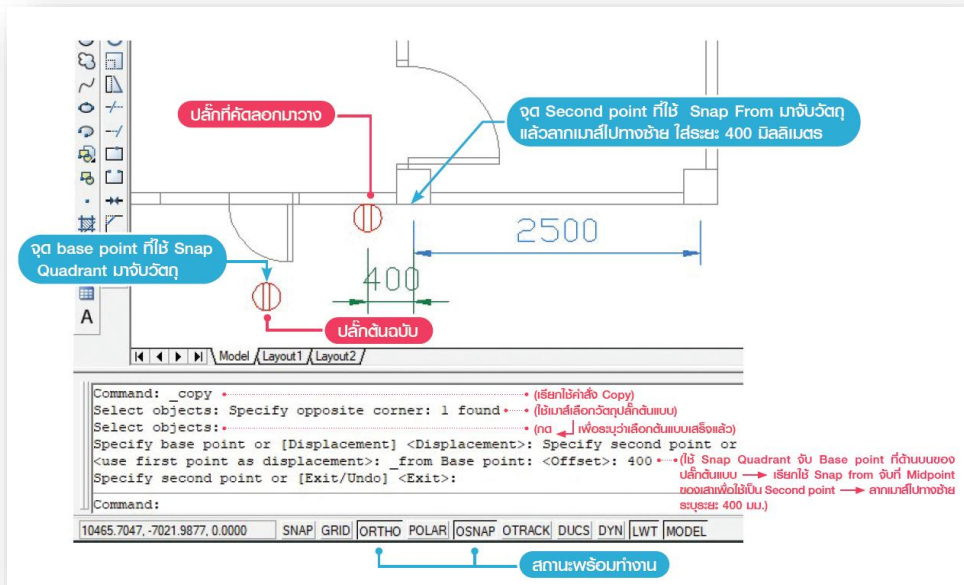 ปลั๊กที่คัดลอกมาวาง
จุด Second point ที่ใช้ Snap From มาจับวัตถุ
แล้วลากเมาส์ไปทางซ้าย ใส่ระยะ 400 มิลลิเมตร
2500
จุด base point ที่ใช้ Snap
Quadrant มาจับวัตถุ
400
A
ปลั๊กต้นฉบับ
Model Layout1 Layout2
Command: _copy (เรียกใช้คำสั่ง Copy)
Select objects: Specify opposite corner: 1 found (ใช้เมาส์เลือกวัตถุปลั๊กต้นแบบ)
Select objects: (กด เพื่อระบุว่าเลือกต้นแบบเสร็จแล้ว)
Specify base point or [Displacement] <Displacement>: Specify second point or
<use first point as displacement>: _from Base point: <Offset>: 400 (ใช้ Snap Quadrant จับ Base point ที่ด้านบนของ
ปลั๊กต้นแบบ → เรียกใช้ Snap from จับที่ Midpoint
Specify second point or [Exit/Undo] <Exit>:
ของเสาเพื่อใช้เป็น Second point → ลากเมาส์ไปทางซ้าย
ระบุระยะ 400 มม.)
Command:
10465.7047, -7021.9877, 0.0000 SNAP GRID ORTHO POLAR OSNAP OTRACK DUCS DYN LWT MODEL
สถานะพร้อมทำงาน